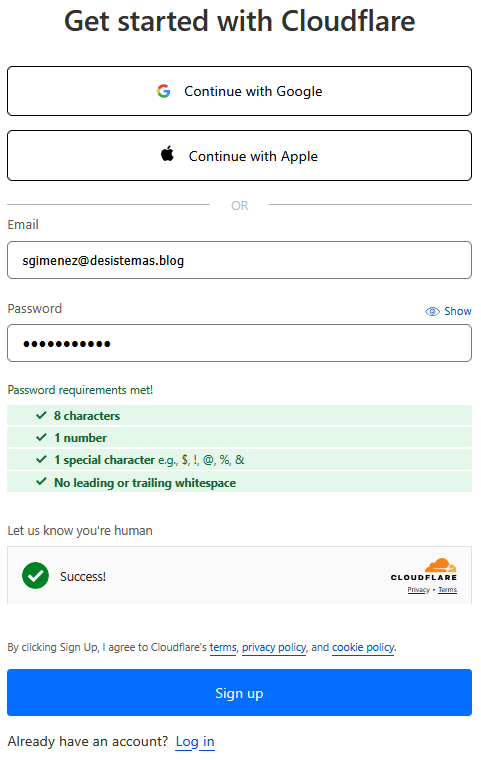 Get started with Cloudflare
Continue with Google
Continue with Apple
OR
Email
sgimenez@desistemas.blog
Password
Show
•••••••••••
Password requirements met!
8 characters
1 number
1 special character e.g., $, !, @, %, &
No leading or trailing whitespace
Let us know you're human
Success!
CLOUDFLARE
Privacy • Terms
By clicking Sign Up, I agree to Cloudflare's terms, privacy policy, and cookie policy.
Sign up
Already have an account? Log in